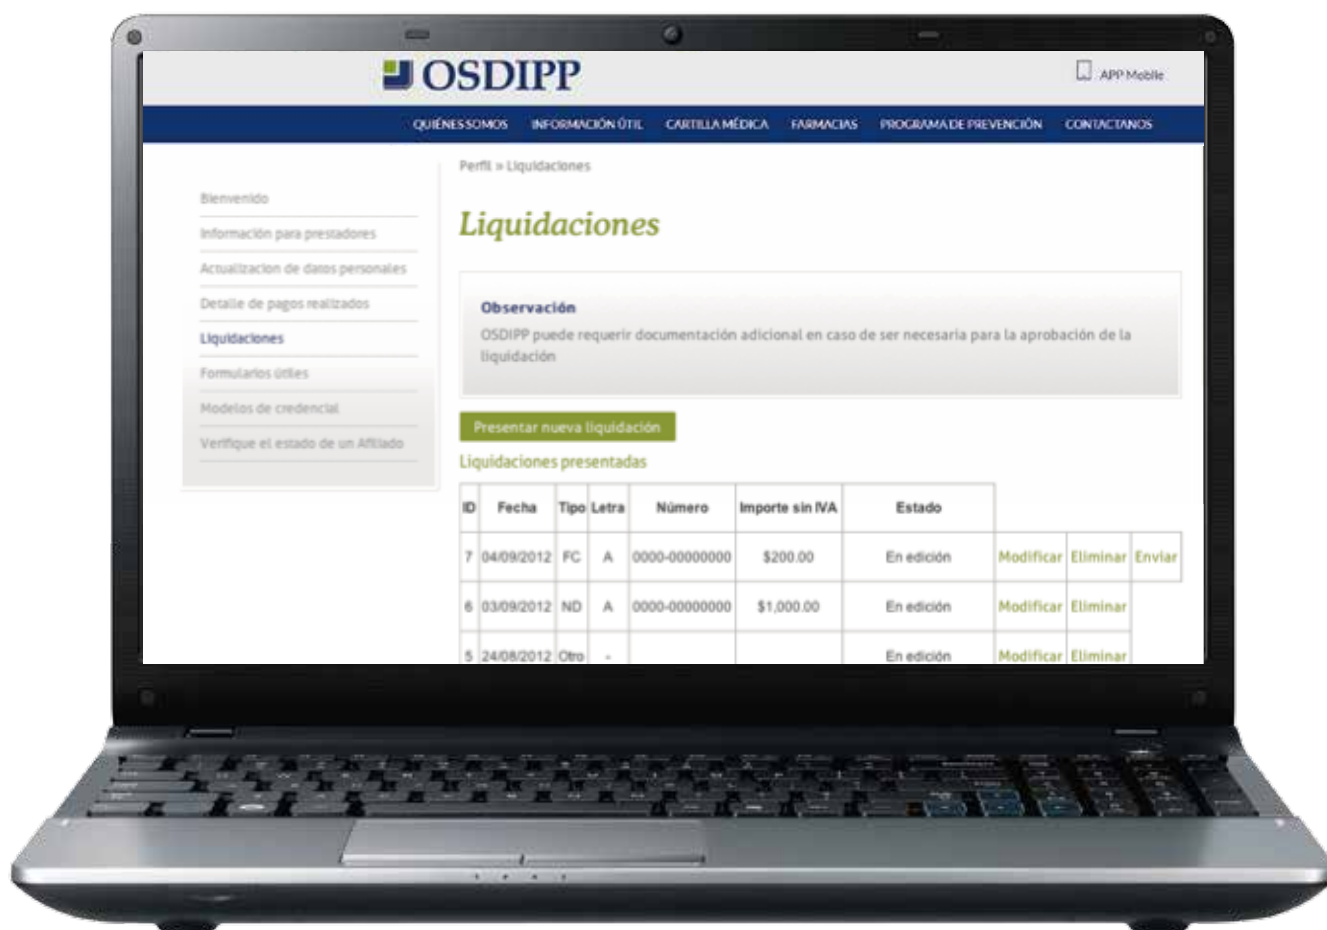 OSDIPP
APP Mobile
QUIÉNES SOMOS INFORMACIÓN ÚTIL CARTILLA MÉDICA FARMACIAS PROGRAMA DE PREVENCIÓN CONTACTANOS
Perfil » Liquidaciones
Bienvenido
Información para prestadores
Actualizacion de datos personales
Detalle de pagos realizados
Liquidaciones
Formularios útiles
Modelos de credencial
Verifique el estado de un Afiliado
Liquidaciones
Observación
OSDIPP puede requerir documentación adicional en caso de ser necesaria para la aprobación de la
liquidación
Presentar nueva liquidación
Liquidaciones presentadas
ID Fecha Tipo Letra Número Importe sin IVA Estado
7 04/09/2012 FC A 0000-00000000 $200.00 En edición Modificar Eliminar Enviar
6 03/09/2012 ND A 0000-00000000 $1,000.00 En edición Modificar Eliminar
5 24/08/2012 Otro - En edición Modificar Eliminar